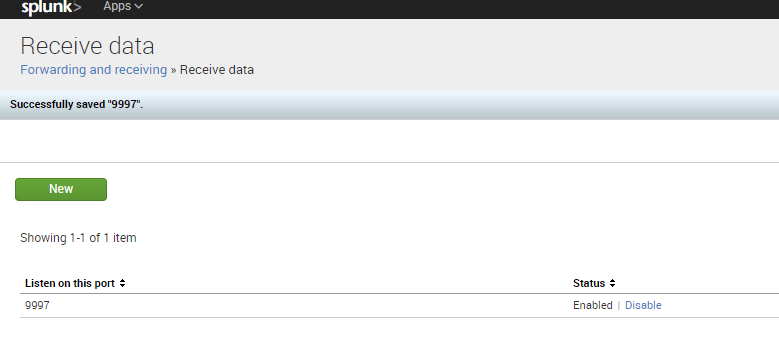 splunk> Apps
Receive data
Forwarding and receiving » Receive data
Successfully saved "9997".
New
Showing 1-1 of 1 item
Listen on this port Status
9997 Enabled | Disable